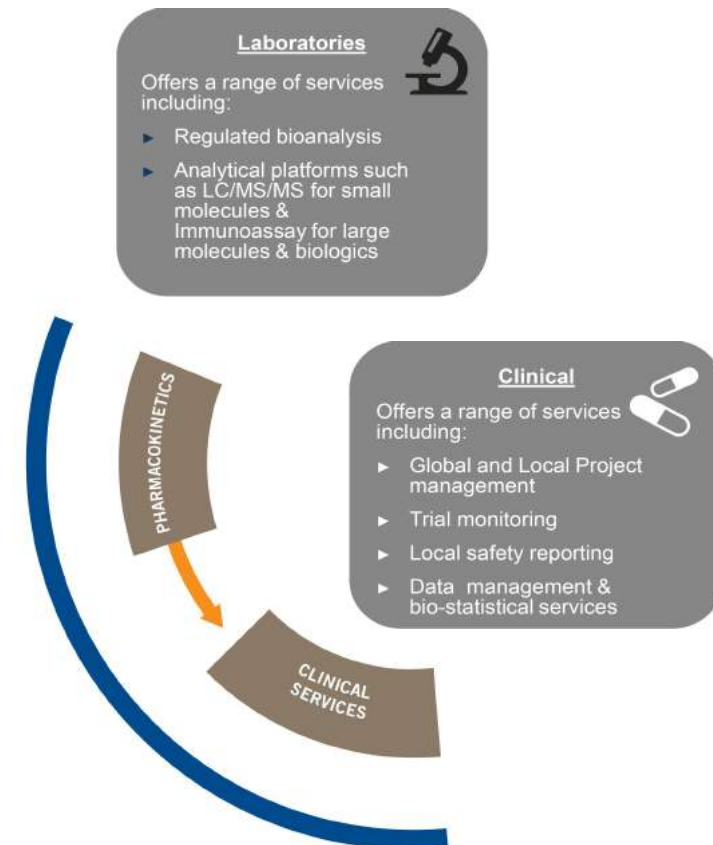 Laboratories
Offers a range of services
including:
► Regulated bioanalysis
► Analytical platforms such
as LC/MS/MS for small
molecules &
Immunoassay for large
molecules & biologics
PHARMACOKINETICS
Clinical
Offers a range of services
including:
► Global and Local Project
management
► Trial monitoring
► Local safety reporting
► Data management &
bio-statistical services
CLINICAL
SERVICES